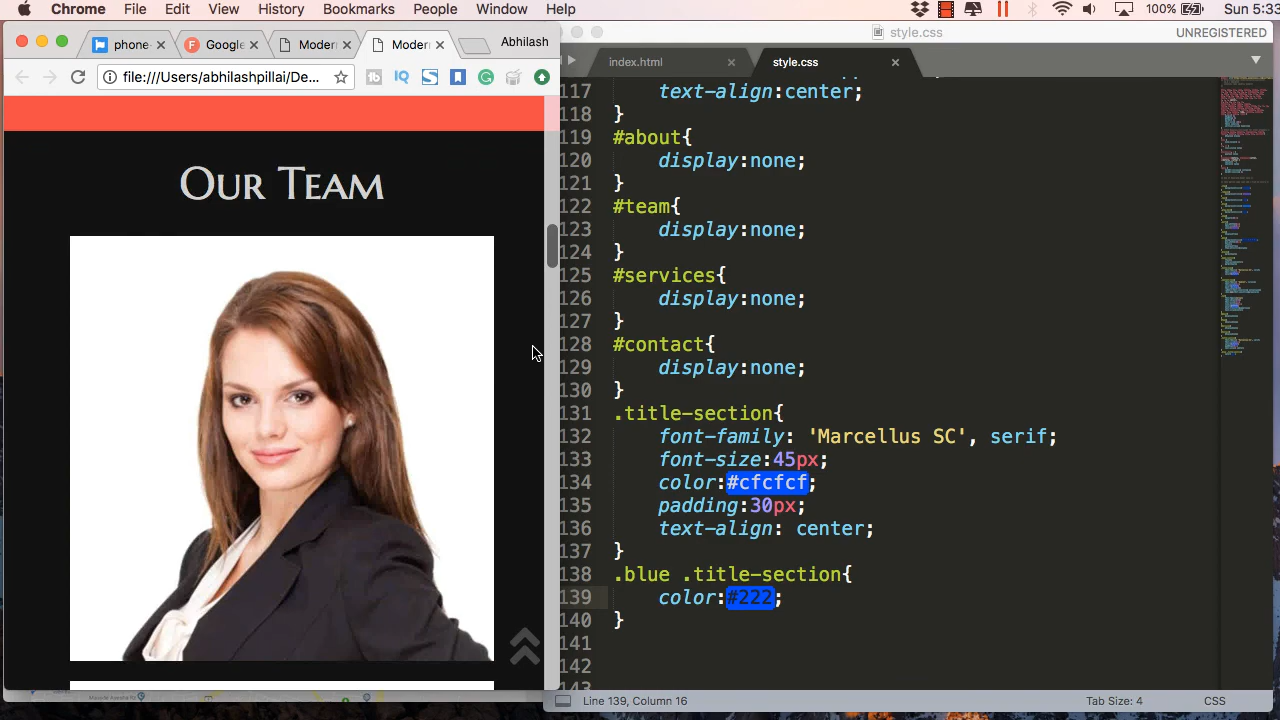 Chrome File Edit View History Bookmarks People Window Help 100% Sun 5:33
style.css UNREGISTERED
phone- Google Modern Modern Abhilash
index.html style.css
file:///Users/abhilashpillai/De...
117 text-align:center;
118 }
119 #about{
120 display:none;
121 }
122 #team{
123 display:none;
124 }
125 #services{
126 display:none;
127 }
128 #contact{
129 display:none;
130 }
131 .title-section{
132 font-family: 'Marcellus SC', serif;
133 font-size:45px;
134 color:#cfcfcf;
135 padding:30px;
136 text-align: center;
137 }
138 .blue .title-section{
139 color:#222;
140 }
141
142
Our Team
Line 139, Column 16 Tab Size: 4 CSS